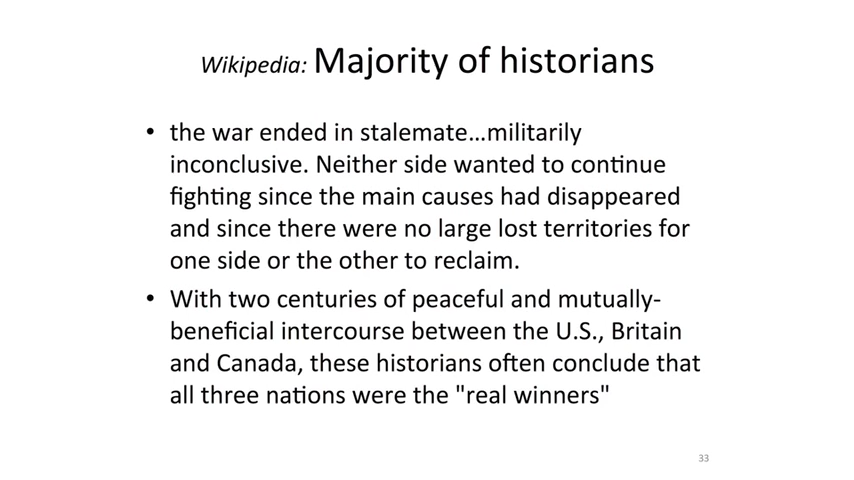 Wikipedia: Majority of historians
• the war ended in stalemate...militarily
inconclusive. Neither side wanted to continue
fighting since the main causes had disappeared
and since there were no large lost territories for
one side or the other to reclaim.
• With two centuries of peaceful and mutually-
beneficial intercourse between the U.S., Britain
and Canada, these historians often conclude that
all three nations were the "real winners"
33